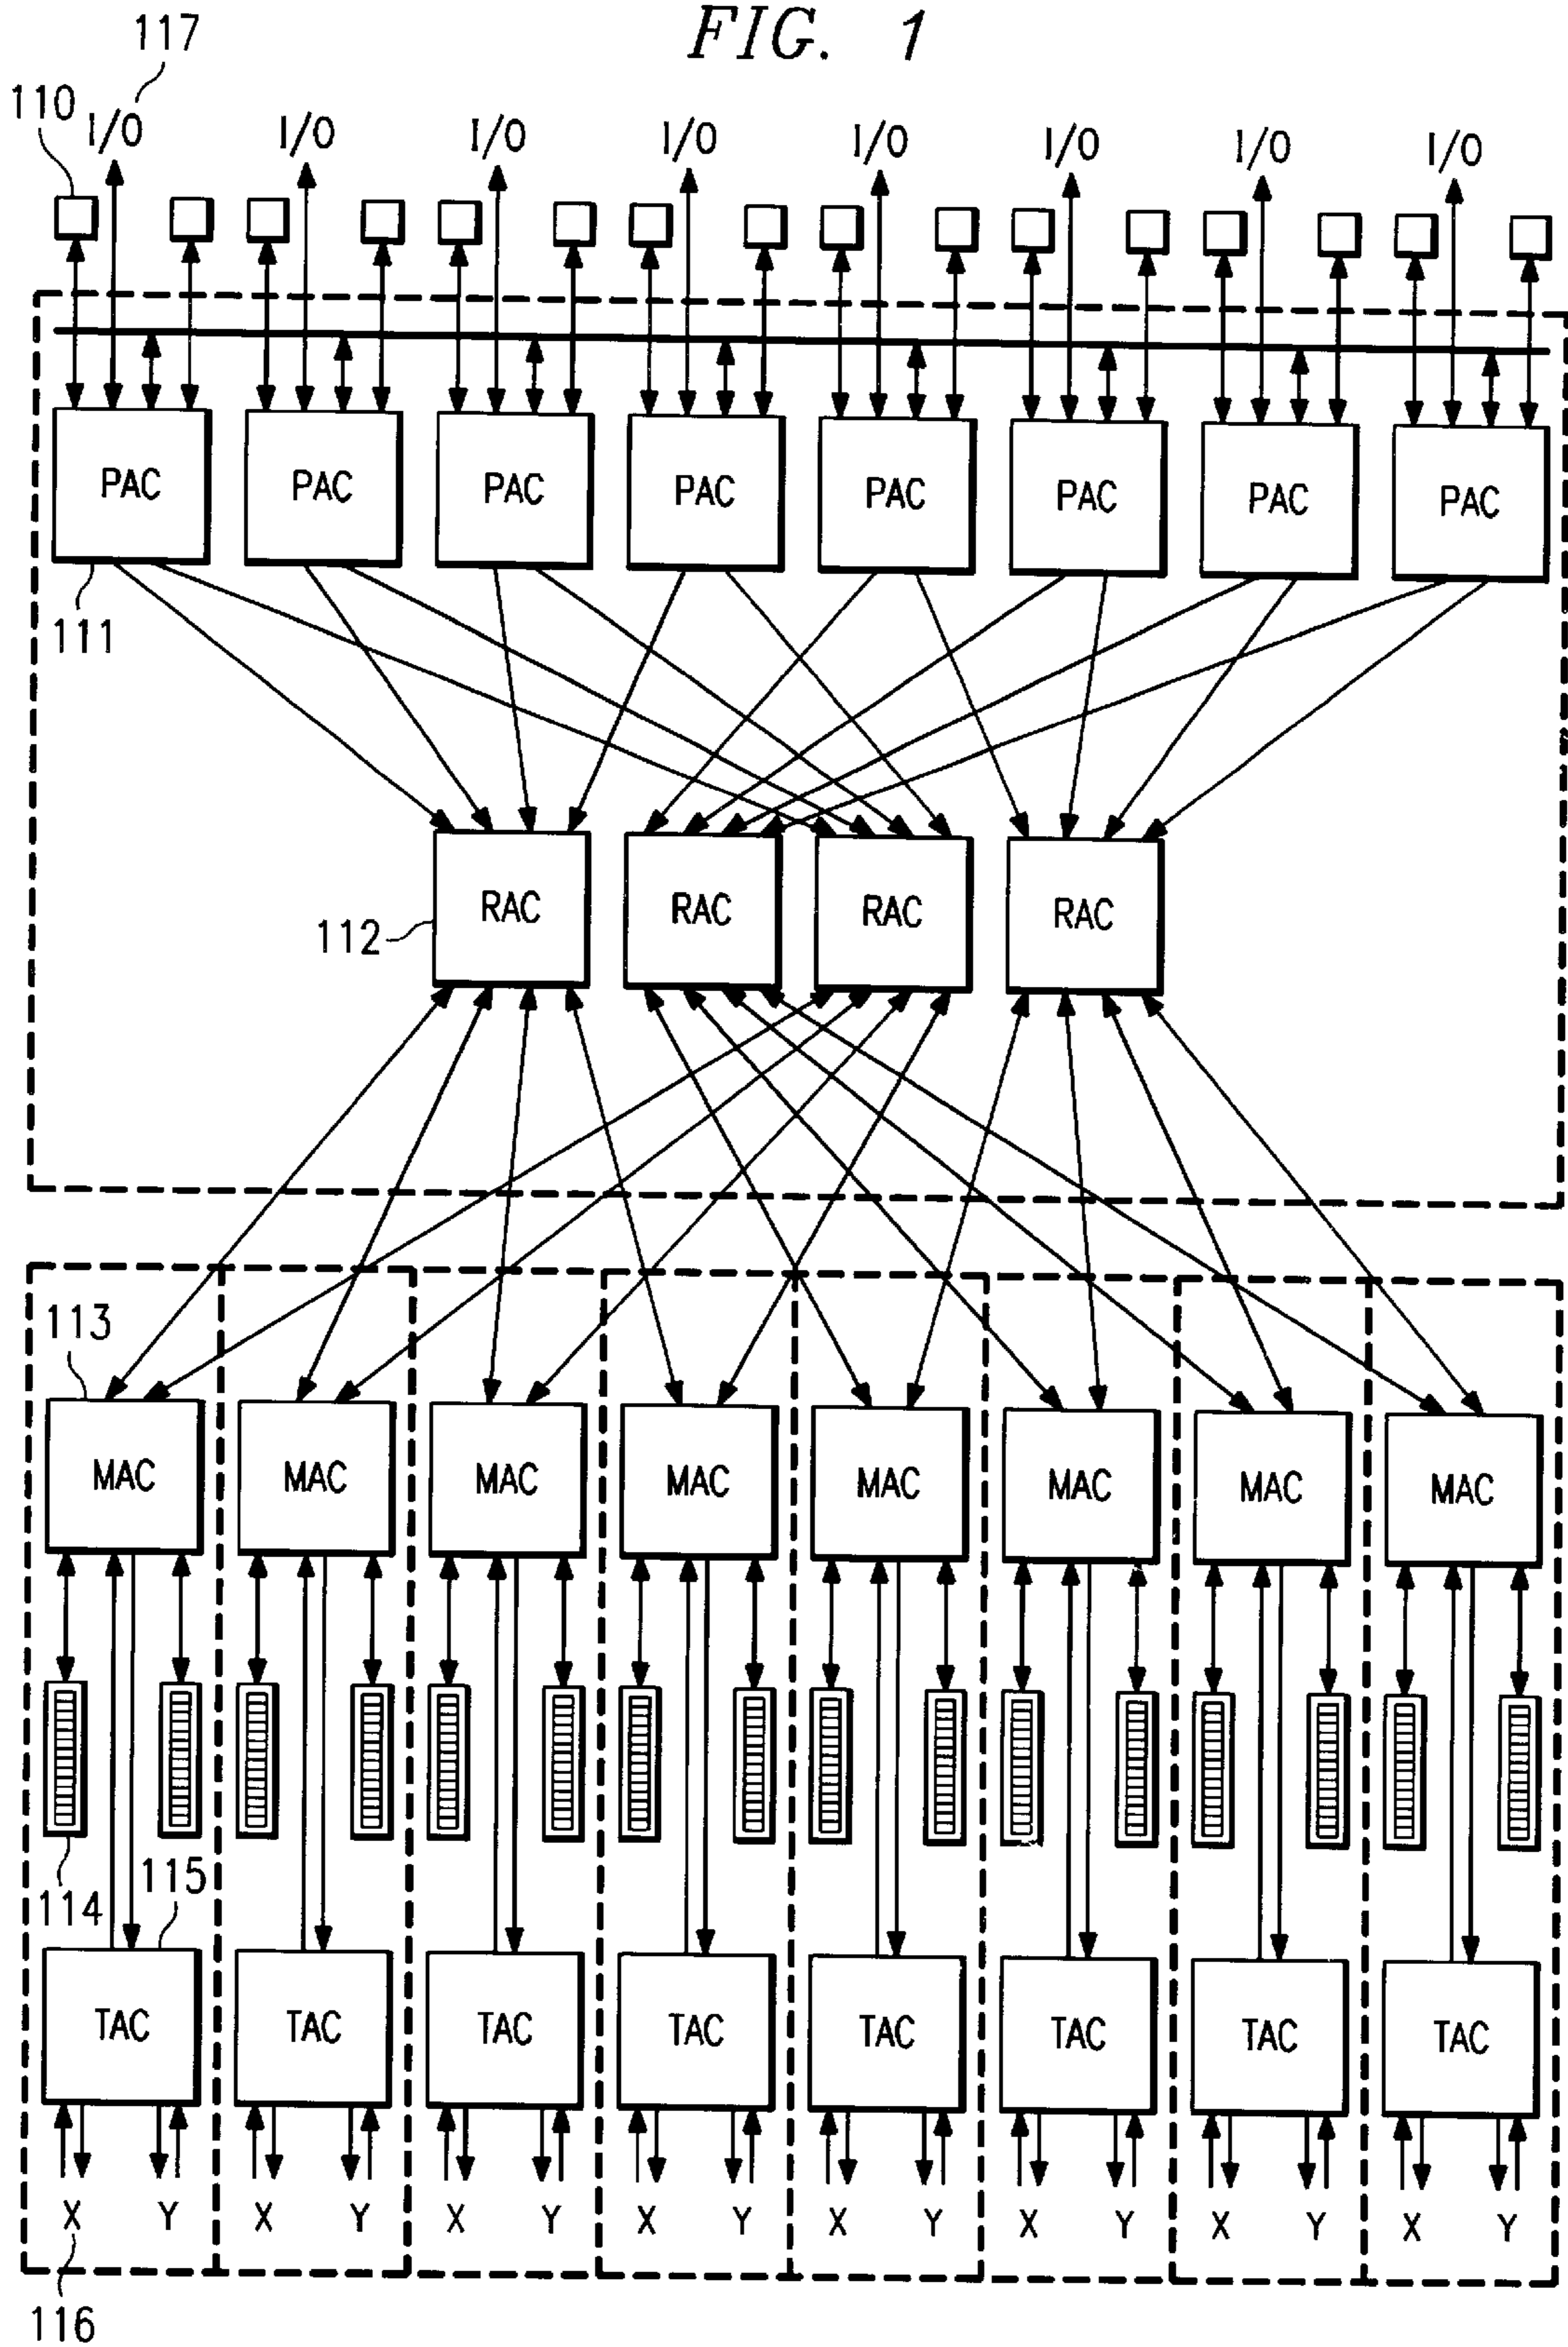 FIG. 1
117
110
I/O I/O I/O I/O I/O I/O I/O I/O
PAC PAC PAC PAC PAC PAC PAC PAC
111
RAC RAC RAC RAC
112
113
MAC MAC MAC MAC MAC MAC MAC MAC
114
115
TAC TAC TAC TAC TAC TAC TAC TAC
X Y X Y X Y X Y X Y X Y X Y X Y
116